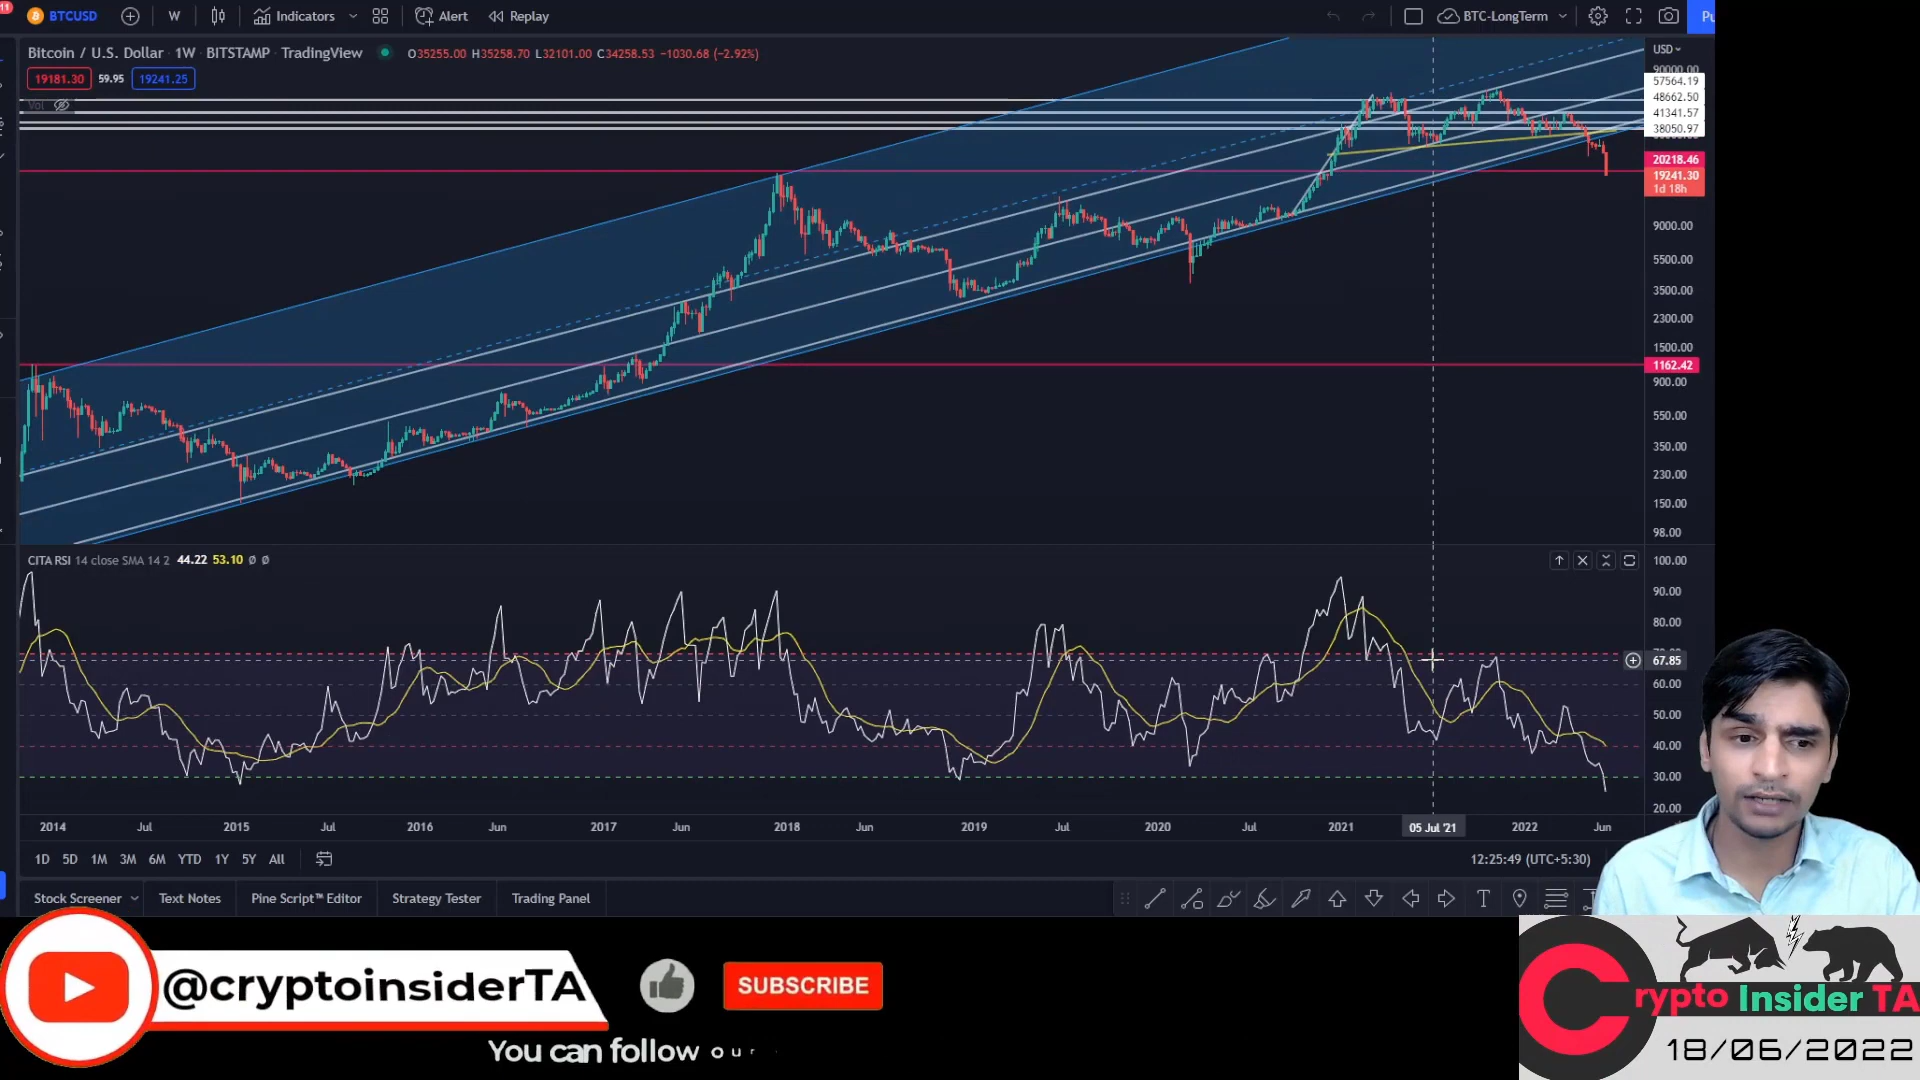 11
BTCUSD W Indicators Alert Replay BTC-LongTerm Pu
Bitcoin / U.S. Dollar 1W BITSTAMP TradingView O35255.00 H35258.70 L32101.00 C34258.53 −1030.68 (−2.92%)
19181.30 59.95 19241.25
Vol
USD
90000.00
57564.19
48662.50
41341.57
38050.97
20218.46
19241.30
1d 18h
9000.00
5500.00
3500.00
2300.00
1500.00
1162.42
900.00
550.00
350.00
230.00
150.00
98.00
CITA RSI 14 close SMA 14 2 44.22 53.10 ø ø
100.00
90.00
80.00
67.85
60.00
50.00
40.00
30.00
20.00
2014 Jul 2015 Jul 2016 Jun 2017 Jun 2018 Jun 2019 Jul 2020 Jul 2021 05 Jul '21 2022 Jun
1D 5D 1M 3M 6M YTD 1Y 5Y All 12:25:49 (UTC+5:30)
Stock Screener Text Notes Pine Script™ Editor Strategy Tester Trading Panel
@cryptoinsiderTA SUBSCRIBE
You can follow our
Crypto Insider TA
18/06/2022